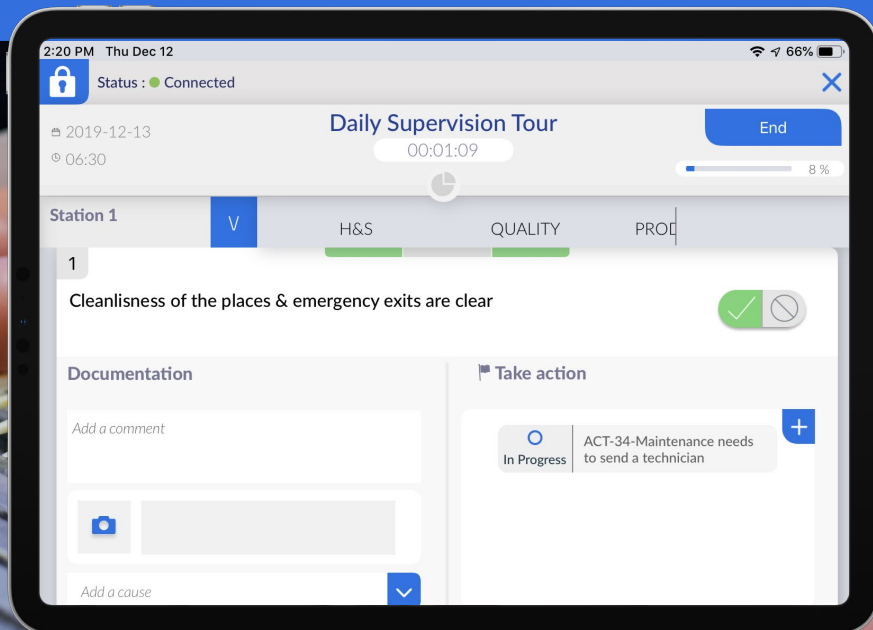 2:20 PM Thu Dec 12
66%
Status : Connected
2019-12-13
Daily Supervision Tour
End
06:30
00:01:09
8 %
Station 1
V
H&S
QUALITY
PROD
1
Cleanlisness of the places & emergency exits are clear
Documentation
Take action
Add a comment
In Progress
ACT-34-Maintenance needs
to send a technician
Add a cause